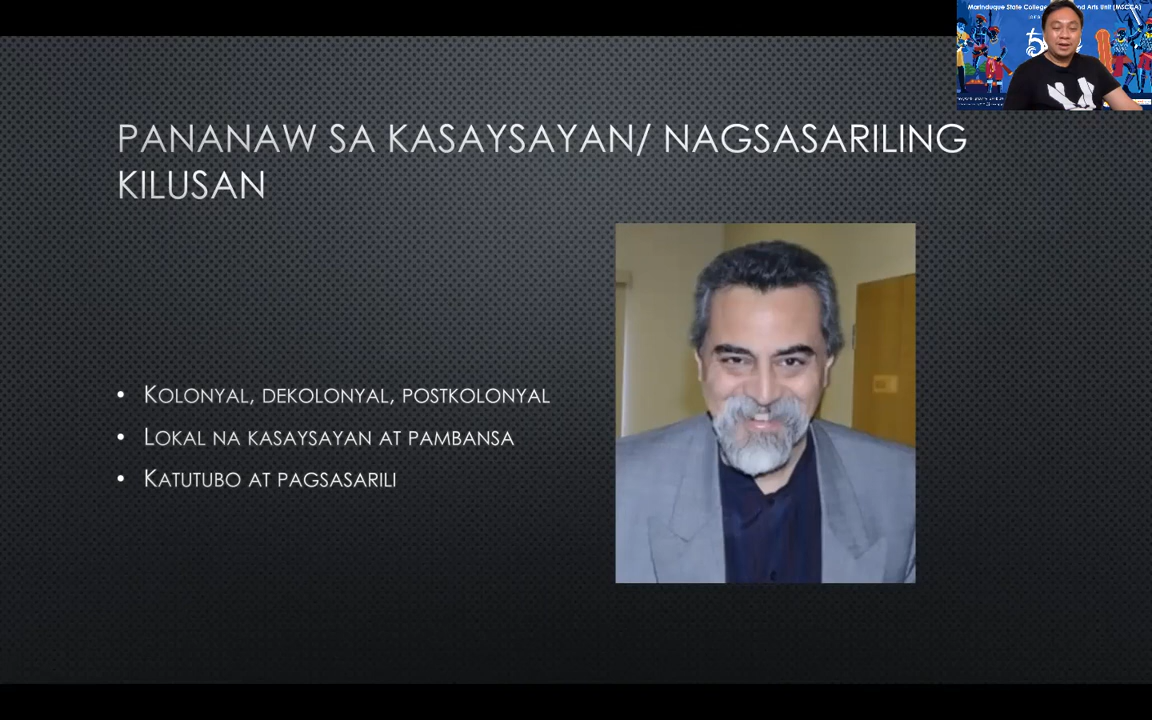 Marinduque State College
nd Arts Unit (MSCCA)
PANANAW SA KASAYSAYAN/ NAGSASARILING
KILUSAN
• KOLONYAL, DEKOLONYAL, POSTKOLONYAL
• LOKAL NA KASAYSAYAN AT PAMBANSA
• KATUTUBO AT PAGSASARILI